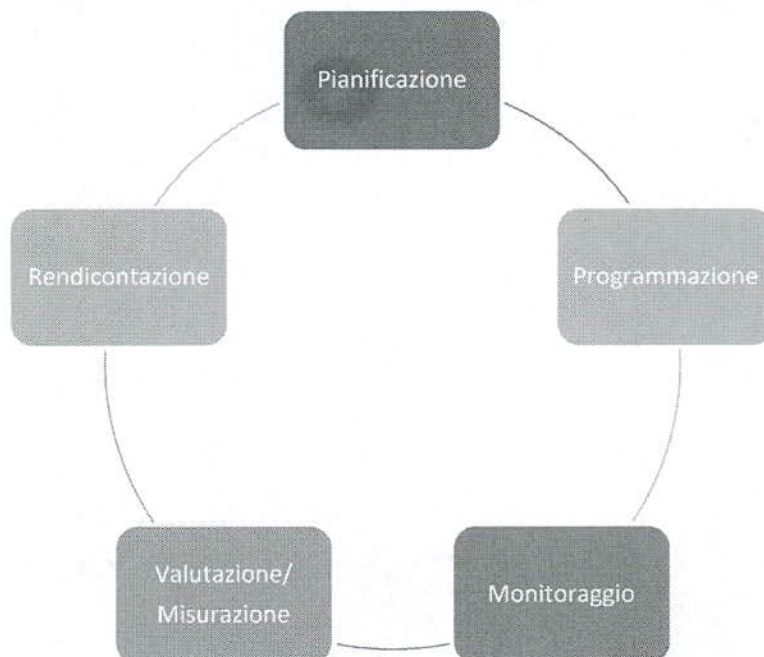 Pianificazione
Programmazione
Monitoraggio
Valutazione/
Misurazione
Rendicontazione